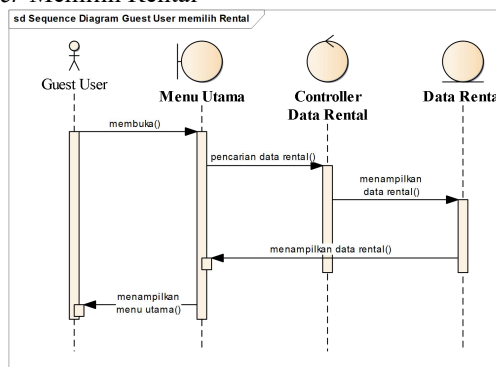 Memilih Rental
sd Sequence Diagram Guest User memilih Rental
Guest User
Menu Utama
Controller
Data Rental
Data Renta
membuka()
pencarian data rental()
menampilkan
data rental()
menampilkan data rental()
menampilkan
menu utama()